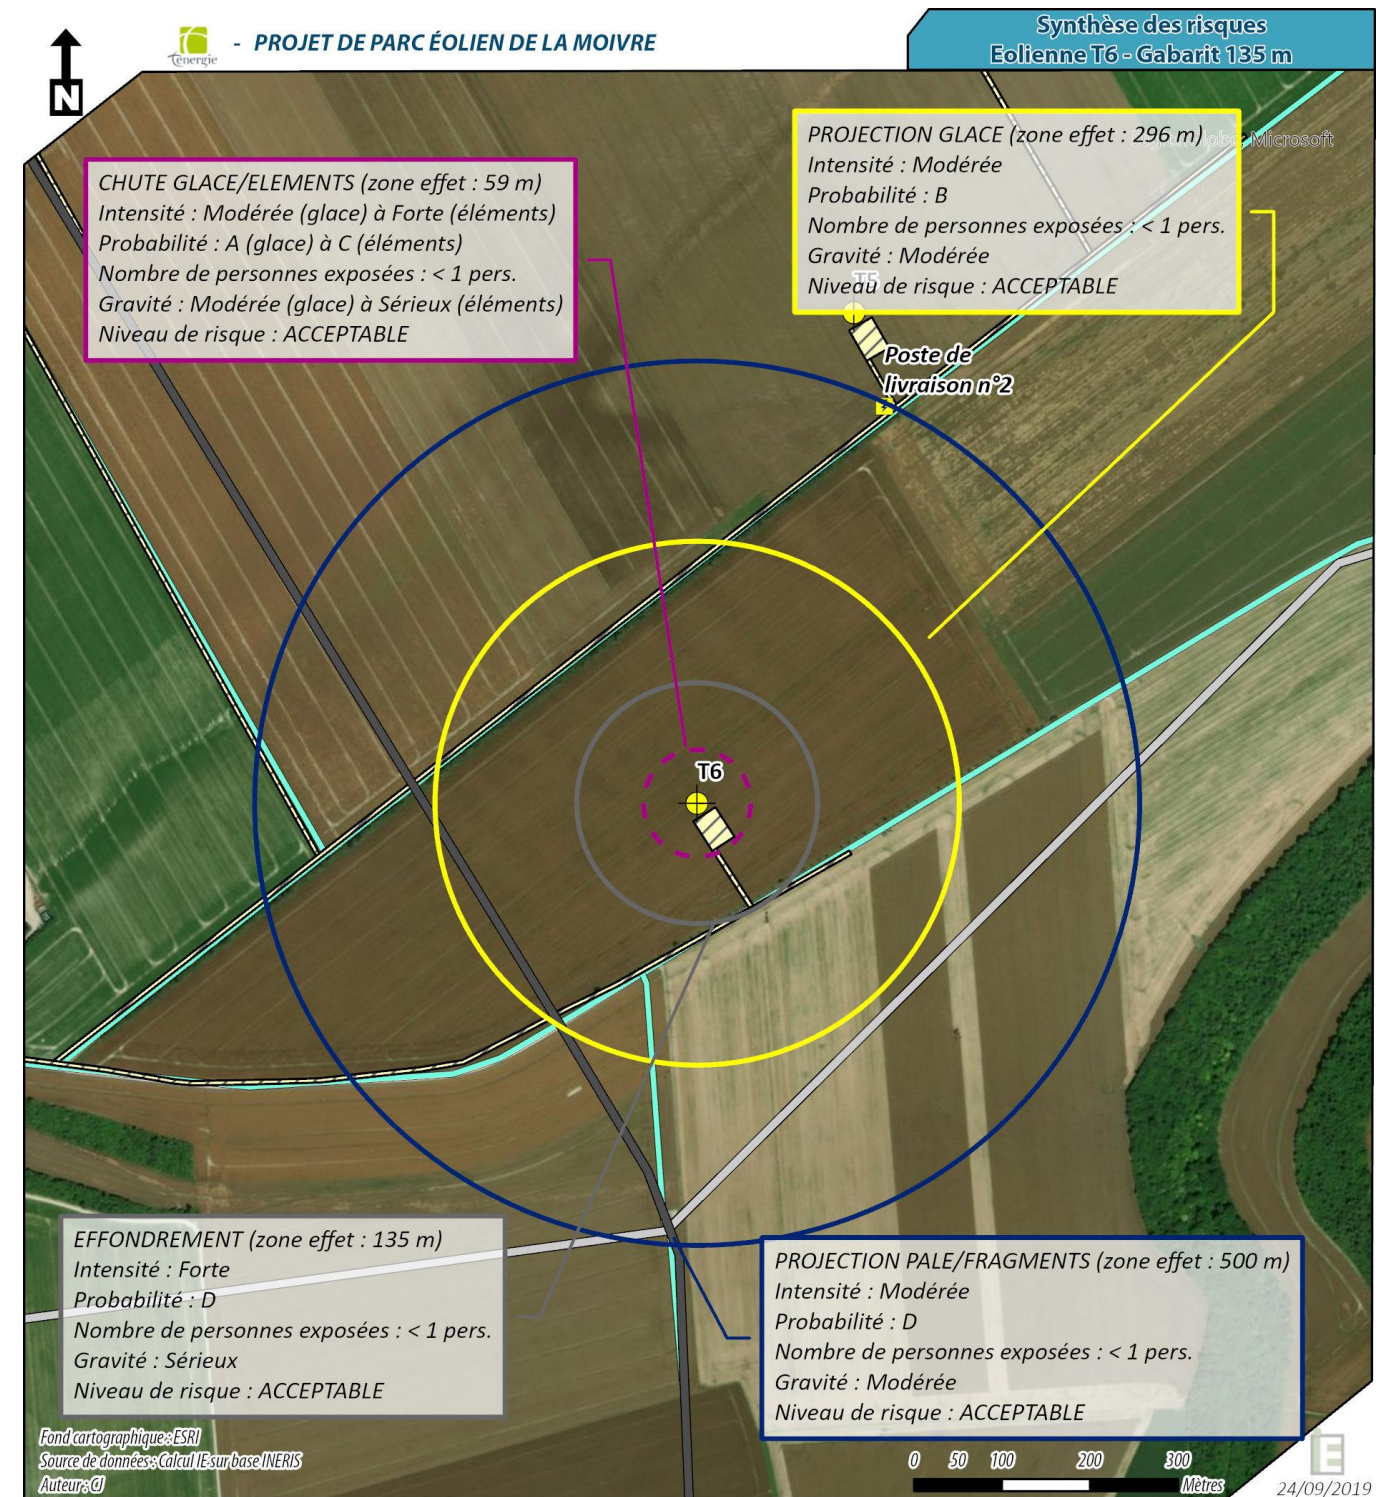 N
ténergie
- PROJET DE PARC ÉOLIEN DE LA MOIVRE
Synthèse des risques
Eolienne T6 - Gabarit 135 m
PROJECTION GLACE (zone effet : 296 m)
Intensité : Modérée
Probabilité : B
Nombre de personnes exposées : < 1 pers.
Gravité : Modérée
Niveau de risque : ACCEPTABLE
Microsoft
CHUTE GLACE/ELEMENTS (zone effet : 59 m)
Intensité : Modérée (glace) à Forte (éléments)
Probabilité : A (glace) à C (éléments)
Nombre de personnes exposées : < 1 pers.
Gravité : Modérée (glace) à Sérieux (éléments)
Niveau de risque : ACCEPTABLE
T5
Poste de
livraison n°2
T6
EFFONDREMENT (zone effet : 135 m)
Intensité : Forte
Probabilité : D
Nombre de personnes exposées : < 1 pers.
Gravité : Sérieux
Niveau de risque : ACCEPTABLE
PROJECTION PALE/FRAGMENTS (zone effet : 500 m)
Intensité : Modérée
Probabilité : D
Nombre de personnes exposées : < 1 pers.
Gravité : Modérée
Niveau de risque : ACCEPTABLE
Fond cartographique : ESRI
Source de données : Calcul IE sur base INERIS
Auteur : CJ
0 50 100 200 300
Mètres
IE
24/09/2019